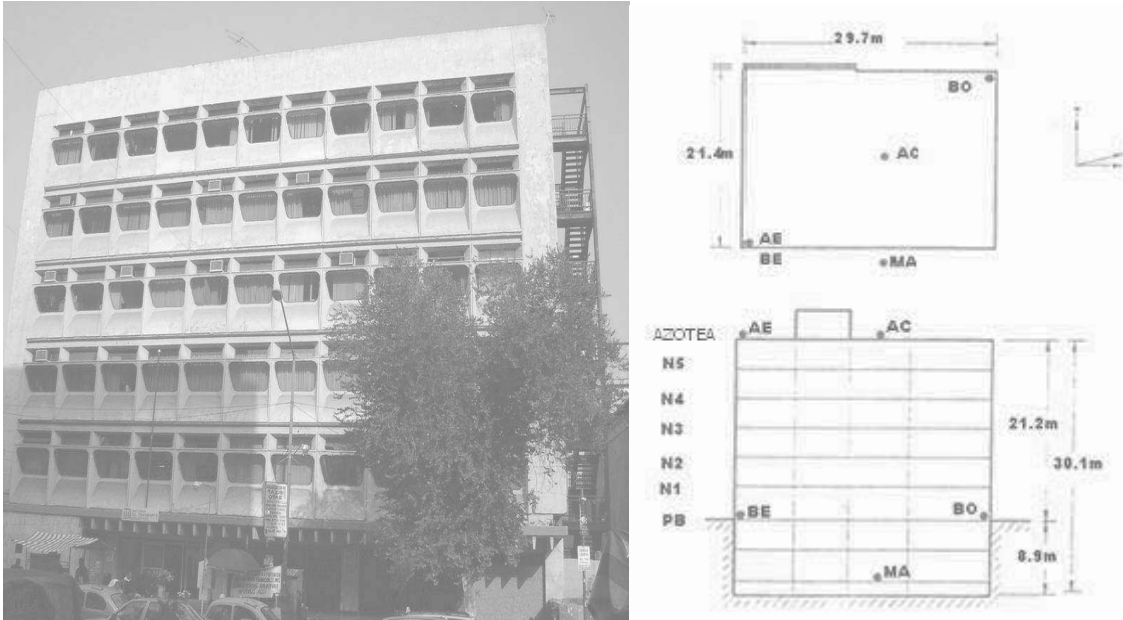 29.7m
BO
21.4m
AC
AE
BE
MA
AZOTEA
AE
AC
N5
N4
N3
21.2m
N2
30.1m
N1
PB
BE
BO
8.9m
MA